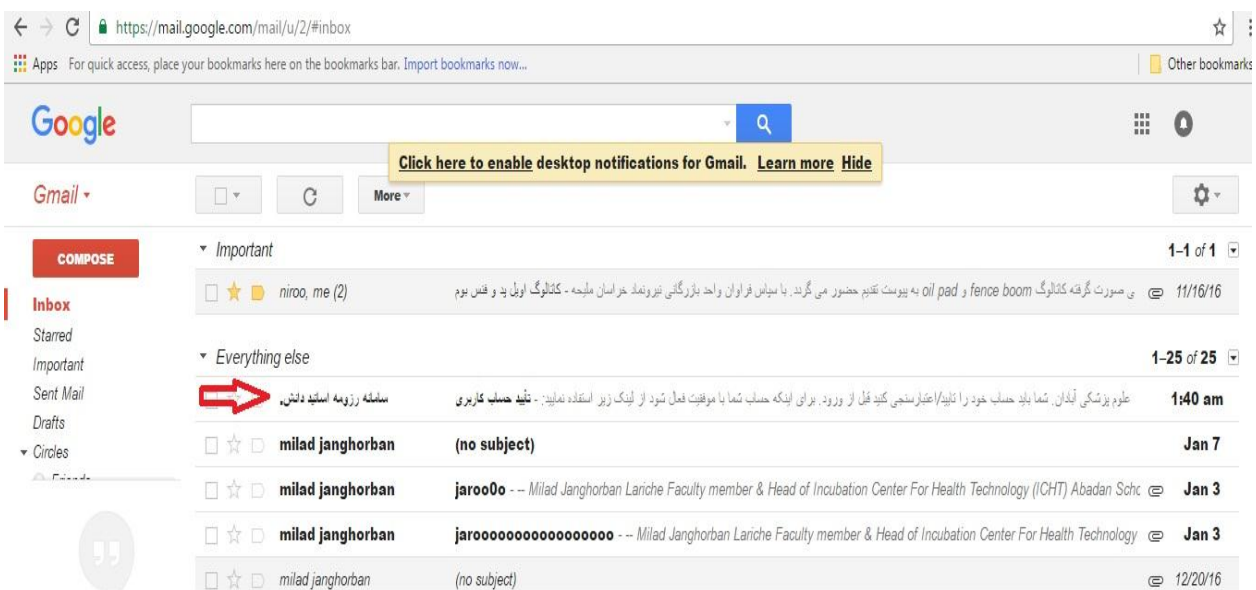 https://mail.google.com/mail/u/2/#inbox
Apps For quick access, place your bookmarks here on the bookmarks bar. Import bookmarks now... Other bookmarks
Google
Click here to enable desktop notifications for Gmail. Learn more Hide
Gmail
More
COMPOSE
Inbox
Starred
Important
Sent Mail
Drafts
Circles
Friends
Important 1–1 of 1
niroo, me (2) کاتالوگ اویل پد و فنس بوم - ی صورت گرفته کاتالوگ fence boom و oil pad به پیوست تقدیم حضور می گردد. با سپاس فراوان واحد بازرگانی نیرونماد خراسان ملیحه 11/16/16
Everything else 1–25 of 25
سامانه رزومه اساتید دانش. تأیید حساب کاربری - علوم پزشکی آبادان. شما باید حساب خود را تایید/اعتبارسنجی کنید قبل از ورود. برای اینکه حساب شما با موفقیت فعال شود از لینک زیر استفاده نمایید: 1:40 am
milad janghorban (no subject) Jan 7
milad janghorban jaroo0o - -- Milad Janghorban Lariche Faculty member & Head of Incubation Center For Health Technology (ICHT) Abadan Scho Jan 3
milad janghorban jaroooooooooooooooooo - -- Milad Janghorban Lariche Faculty member & Head of Incubation Center For Health Technology Jan 3
milad janghorban (no subject) 12/20/16